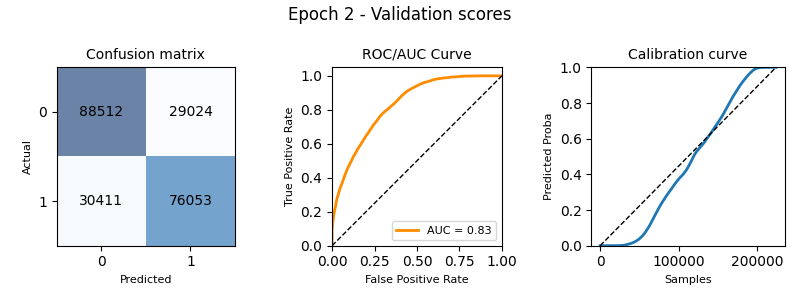 Epoch 2 - Validation scores
Confusion matrix
0
1
Actual
88512
29024
30411
76053
0
1
Predicted
ROC/AUC Curve
1.0
0.8
0.6
0.4
0.2
0.0
True Positive Rate
AUC = 0.83
0.00
0.25
0.50
0.75
1.00
False Positive Rate
Calibration curve
1.0
0.8
0.6
0.4
0.2
0.0
Predicted Proba
0
100000
200000
Samples